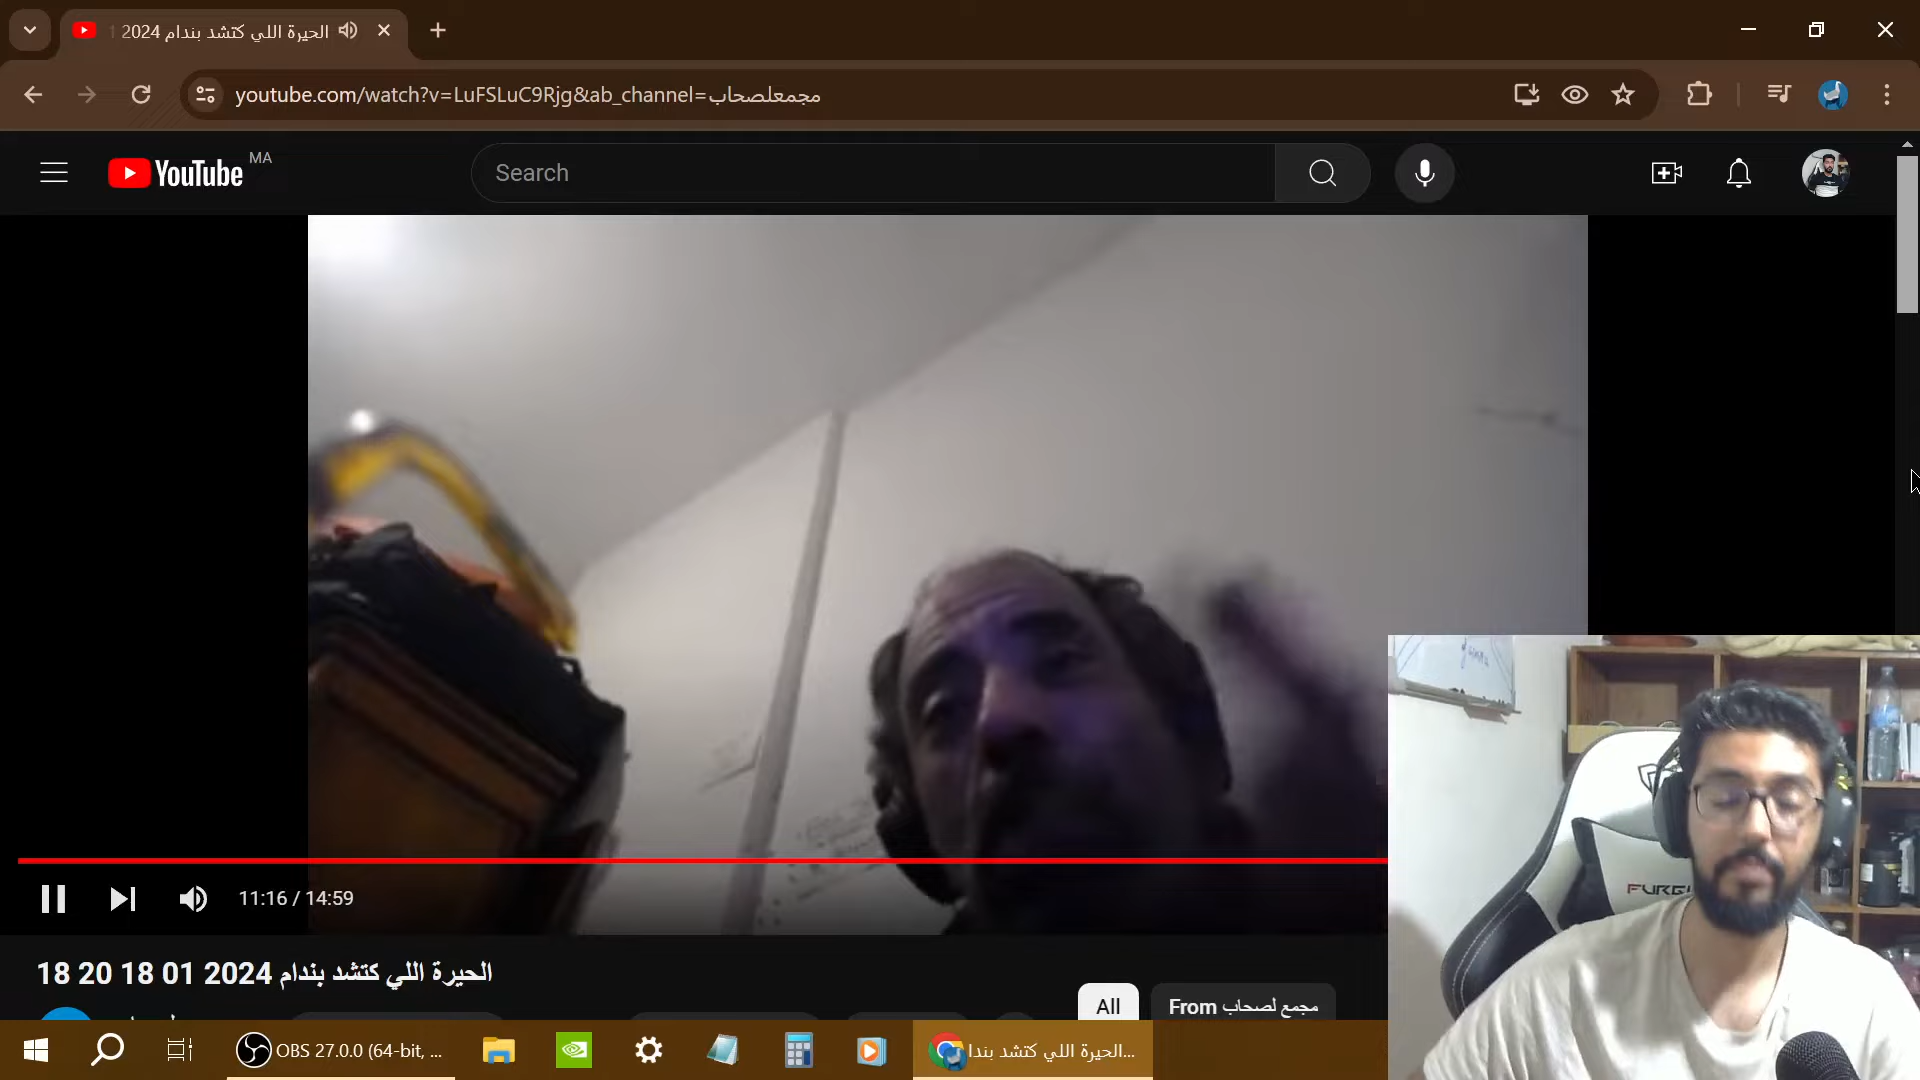 الحيرة اللي كتشد بندام 2024
youtube.com/watch?v=LuFSLuC9Rjg&ab_channel=مجمعلصحاب
YouTube MA
Search
11:16 / 14:59
الحيرة اللي كتشد بندام 2024 01 18 20 18
All
From مجمع لصحاب
OBS 27.0.0 (64-bit, ...
الحيرة اللي كتشد بندا...